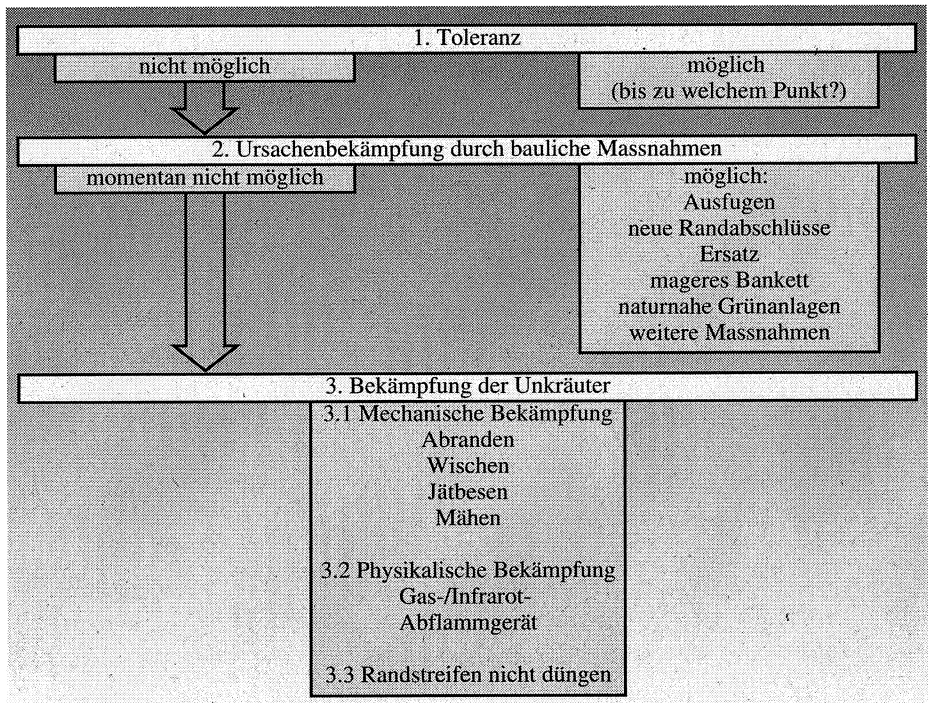 1. Toleranz
nicht möglich
möglich
(bis zu welchem Punkt?)
2. Ursachenbekämpfung durch bauliche Massnahmen
momentan nicht möglich
möglich:
Ausfugen
neue Randabschlüsse
Ersatz
mageres Bankett
naturnahe Grünanlagen
weitere Massnahmen
3. Bekämpfung der Unkräuter
3.1 Mechanische Bekämpfung
Abranden
Wischen
Jätbesen
Mähen
3.2 Physikalische Bekämpfung
Gas-/Infrarot-
Abflammgerät
3.3 Randstreifen nicht düngen